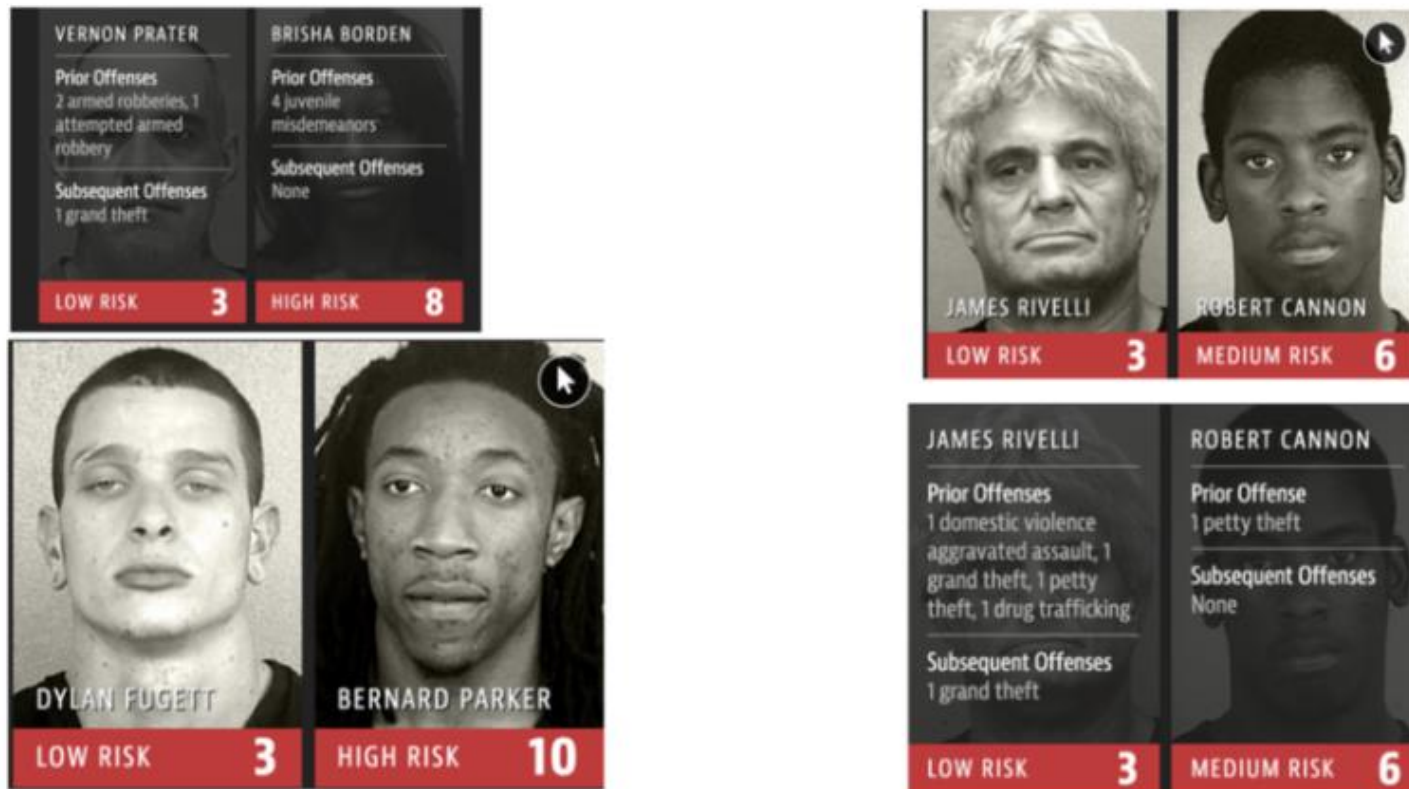 VERNON PRATER
Prior Offenses
2 armed robberies, 1
attempted armed
robbery
Subsequent Offenses
1 grand theft
LOW RISK 3
BRISHA BORDEN
Prior Offenses
4 juvenile
misdemeanors
Subsequent Offenses
None
HIGH RISK 8
DYLAN FUGETT
LOW RISK 3
BERNARD PARKER
HIGH RISK 10
JAMES RIVELLI
LOW RISK 3
ROBERT CANNON
MEDIUM RISK 6
JAMES RIVELLI
Prior Offenses
1 domestic violence
aggravated assault, 1
grand theft, 1 petty
theft, 1 drug trafficking
Subsequent Offenses
1 grand theft
LOW RISK 3
ROBERT CANNON
Prior Offense
1 petty theft
Subsequent Offenses
None
MEDIUM RISK 6